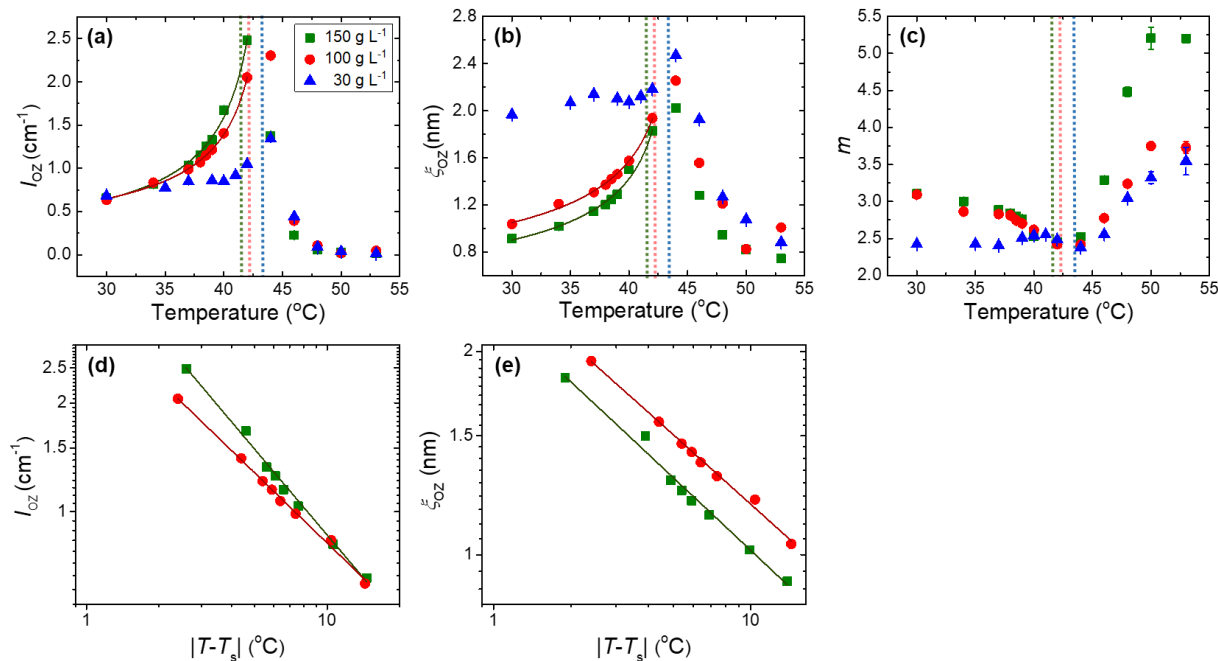 (a)
150 g L⁻¹
100 g L⁻¹
30 g L⁻¹
I_OZ (cm⁻¹)
2.5
2.0
1.5
1.0
0.5
0.0
30 35 40 45 50 55
Temperature (°C)
(b)
ξ_OZ (nm)
2.8
2.4
2.0
1.6
1.2
0.8
30 35 40 45 50 55
Temperature (°C)
(c)
m
5.5
5.0
4.5
4.0
3.5
3.0
2.5
2.0
30 35 40 45 50 55
Temperature (°C)
(d)
I_OZ (cm⁻¹)
2.5
2
1.5
1
1 10
|T-Tₛ| (°C)
(e)
ξ_OZ (nm)
2
1.5
1
1 10
|T-Tₛ| (°C)